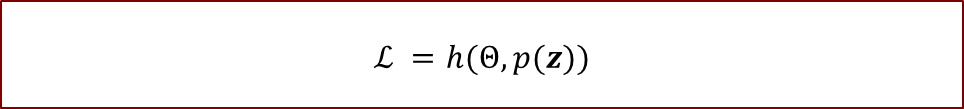 ℒ = ℎ(Θ, 𝑝(𝒛))